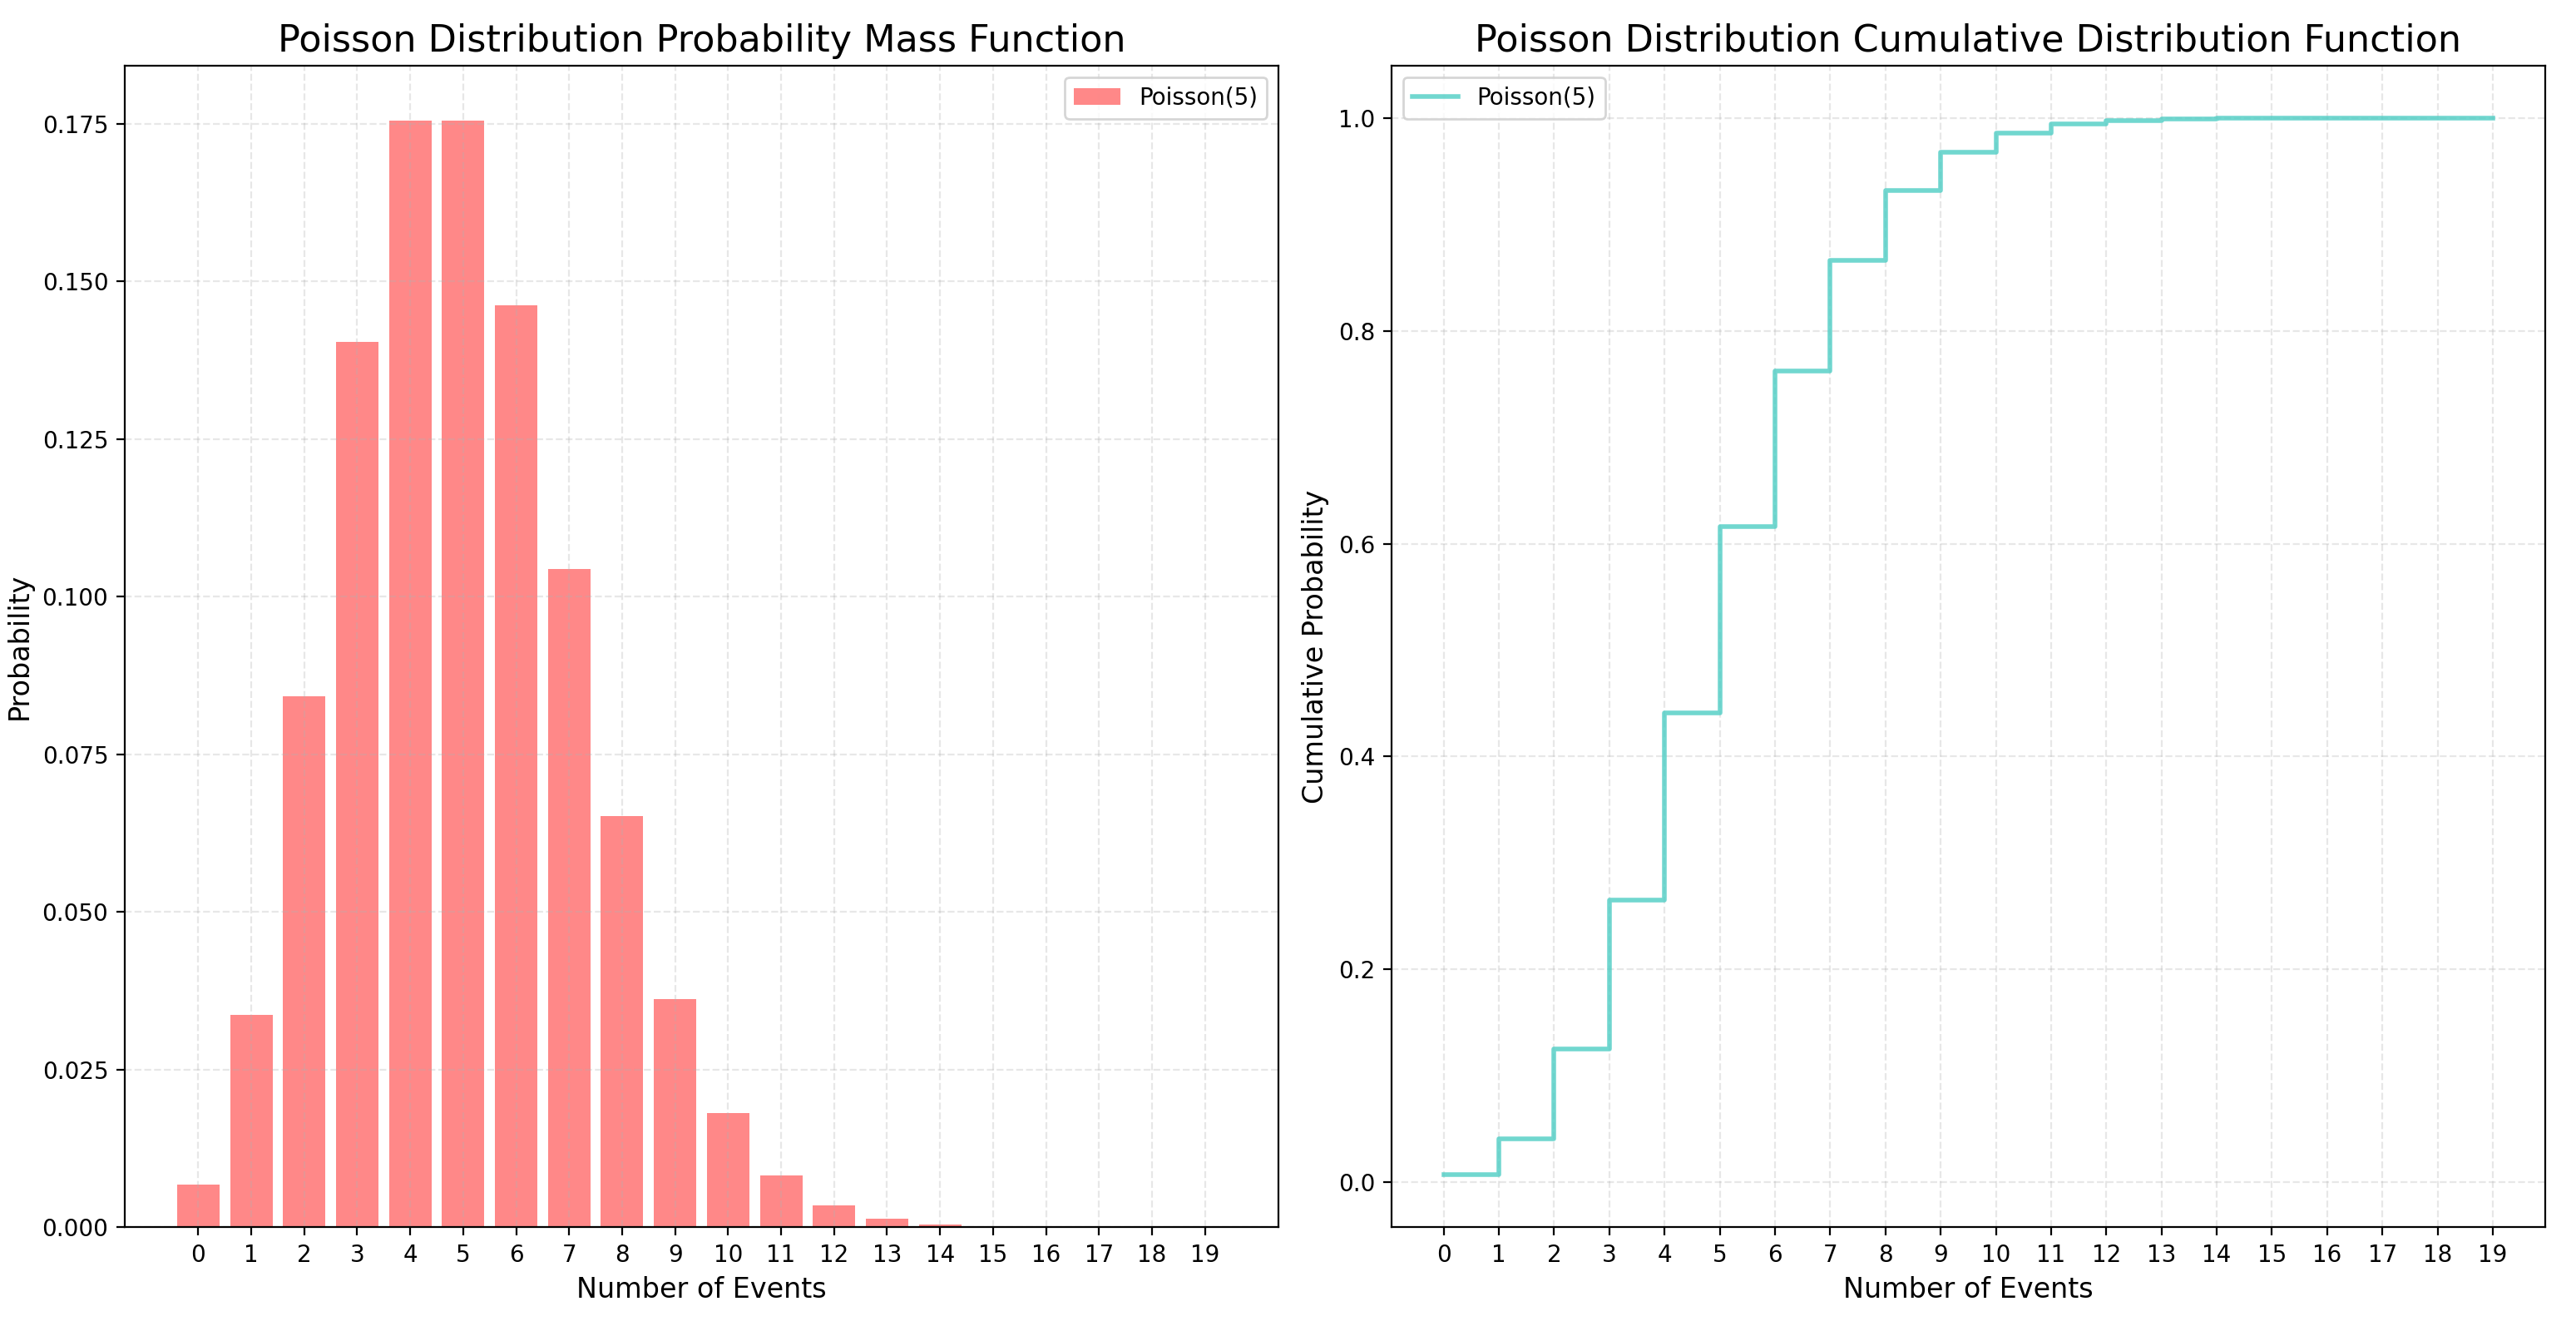 Poisson Distribution Probability Mass Function
Poisson(5)
0.175
0.150
0.125
0.100
0.075
0.050
0.025
0.000
Probability
0 1 2 3 4 5 6 7 8 9 10 11 12 13 14 15 16 17 18 19
Number of Events
Poisson Distribution Cumulative Distribution Function
Poisson(5)
1.0
0.8
0.6
0.4
0.2
0.0
Cumulative Probability
0 1 2 3 4 5 6 7 8 9 10 11 12 13 14 15 16 17 18 19
Number of Events